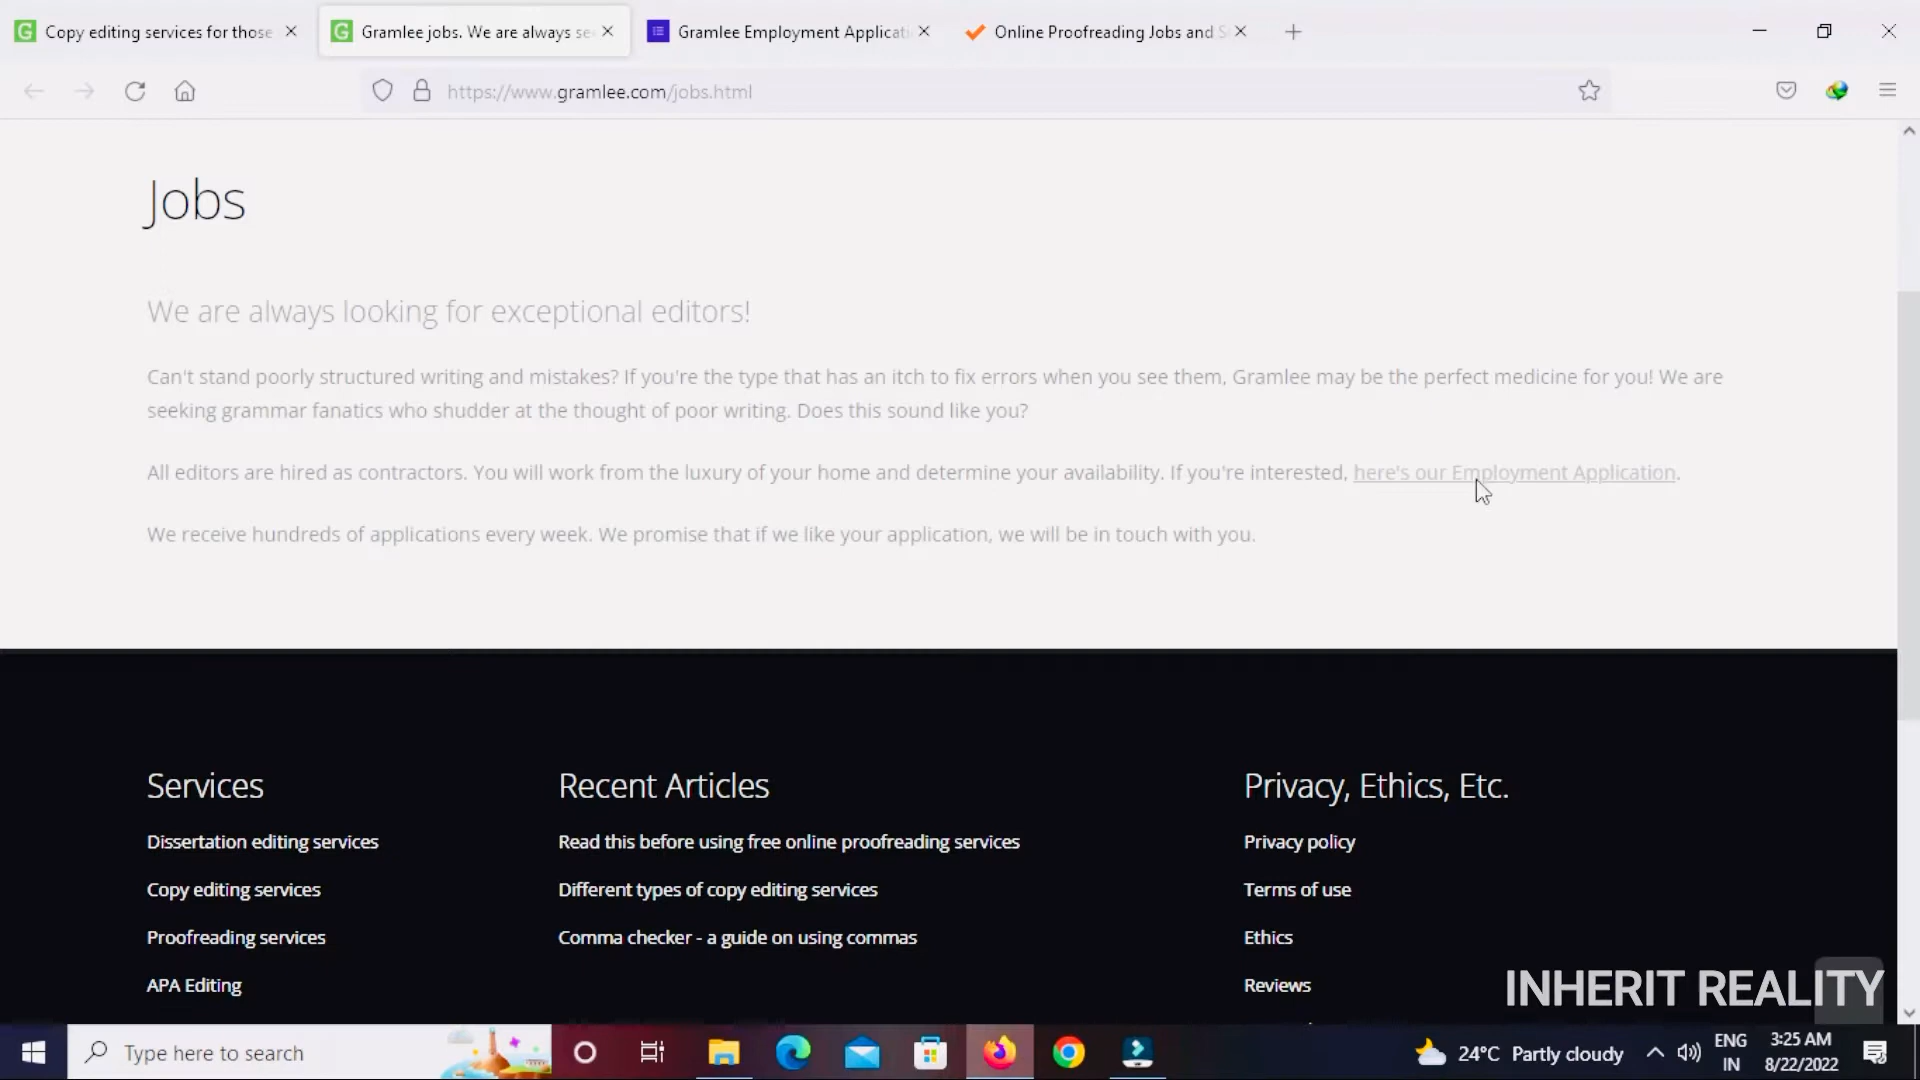 Copy editing services for those
Gramlee jobs. We are always se
Gramlee Employment Applicati
Online Proofreading Jobs and S
https://www.gramlee.com/jobs.html
Jobs
We are always looking for exceptional editors!
Can't stand poorly structured writing and mistakes? If you're the type that has an itch to fix errors when you see them, Gramlee may be the perfect medicine for you! We are
seeking grammar fanatics who shudder at the thought of poor writing. Does this sound like you?
All editors are hired as contractors. You will work from the luxury of your home and determine your availability. If you're interested, here's our Employment Application.
We receive hundreds of applications every week. We promise that if we like your application, we will be in touch with you.
Services
Dissertation editing services
Copy editing services
Proofreading services
APA Editing
Recent Articles
Read this before using free online proofreading services
Different types of copy editing services
Comma checker - a guide on using commas
Privacy, Ethics, Etc.
Privacy policy
Terms of use
Ethics
Reviews
INHERIT REALITY
Type here to search
24°C Partly cloudy
ENG
IN
3:25 AM
8/22/2022